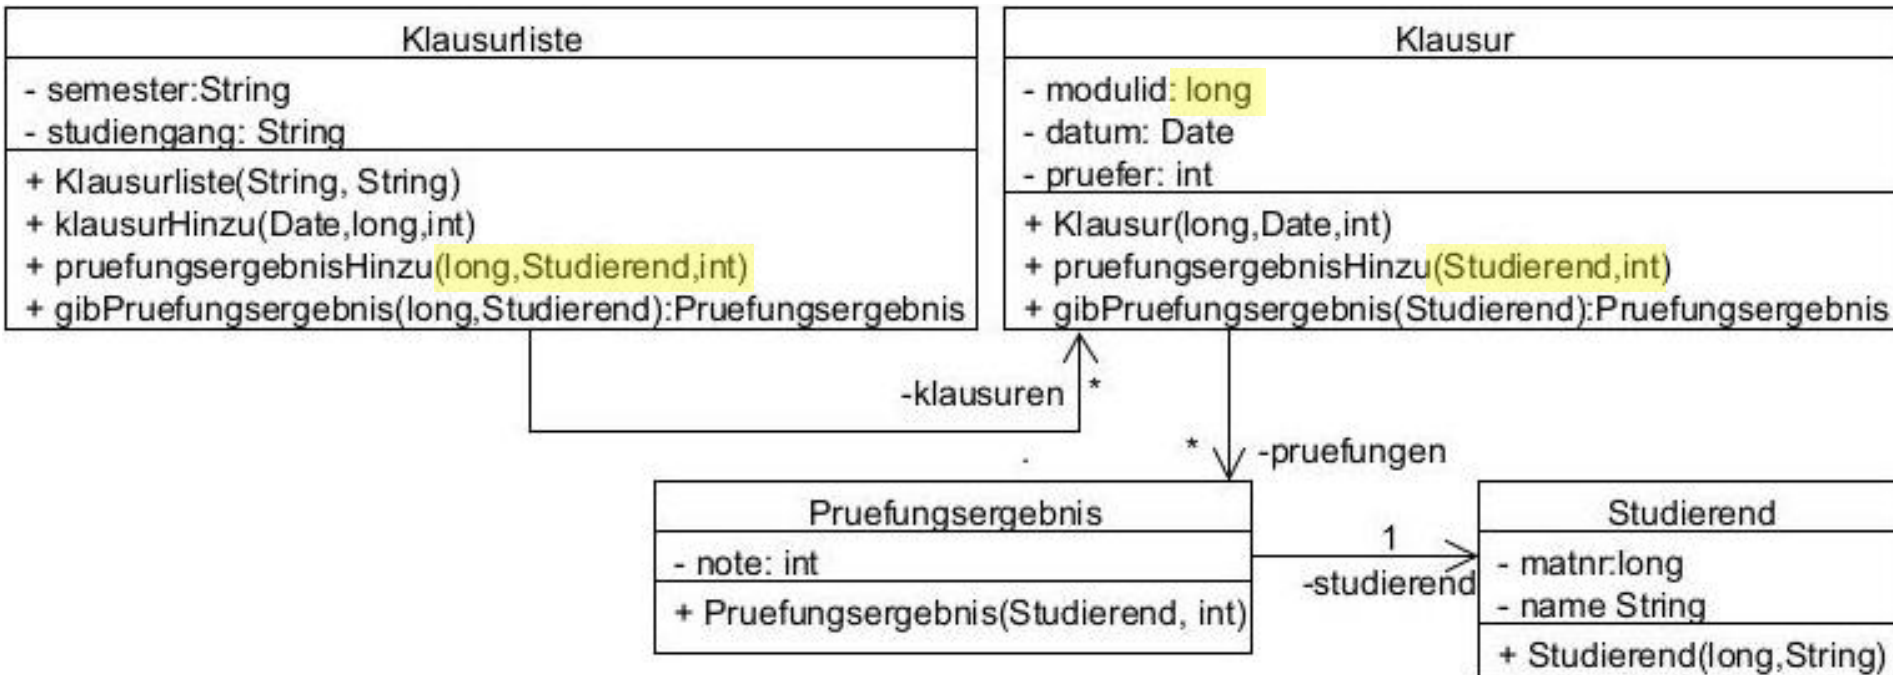 Klausurliste
- semester:String
- studiengang: String
+ Klausurliste(String, String)
+ klausurHinzu(Date,long,int)
+ pruefungsergebnisHinzu(long,Studierend,int)
+ gibPruefungsergebnis(long,Studierend):Pruefungsergebnis
Klausur
- modulid: long
- datum: Date
- pruefer: int
+ Klausur(long,Date,int)
+ pruefungsergebnisHinzu(Studierend,int)
+ gibPruefungsergebnis(Studierend):Pruefungsergebnis
-klausuren
*
*
-pruefungen
Pruefungsergebnis
- note: int
+ Pruefungsergebnis(Studierend, int)
1
-studierend
Studierend
- matnr:long
- name String
+ Studierend(long,String)